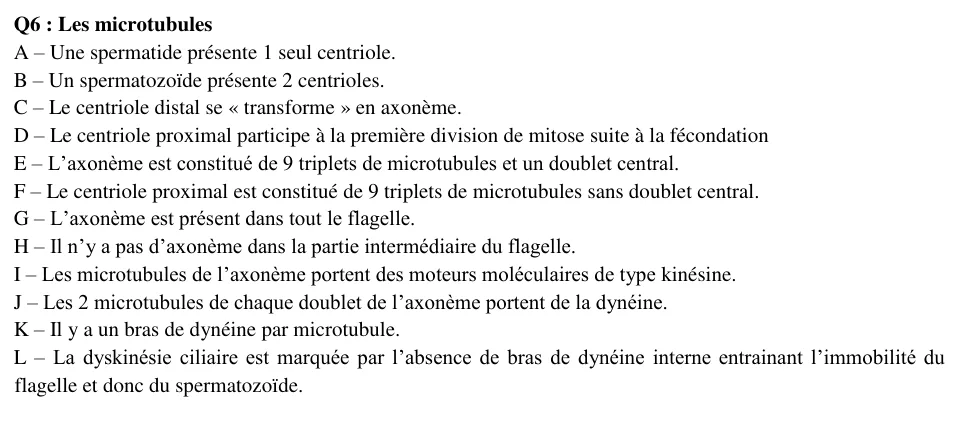 Q6 : Les microtubules
A – Une spermatide présente 1 seul centriole.
B – Un spermatozoïde présente 2 centrioles.
C – Le centriole distal se « transforme » en axonème.
D – Le centriole proximal participe à la première division de mitose suite à la fécondation
E – L’axonème est constitué de 9 triplets de microtubules et un doublet central.
F – Le centriole proximal est constitué de 9 triplets de microtubules sans doublet central.
G – L’axonème est présent dans tout le flagelle.
H – Il n’y a pas d’axonème dans la partie intermédiaire du flagelle.
I – Les microtubules de l’axonème portent des moteurs moléculaires de type kinésine.
J – Les 2 microtubules de chaque doublet de l’axonème portent de la dynéine.
K – Il y a un bras de dynéine par microtubule.
L – La dyskinésie ciliaire est marquée par l’absence de bras de dynéine interne entrainant l’immobilité du
flagelle et donc du spermatozoïde.